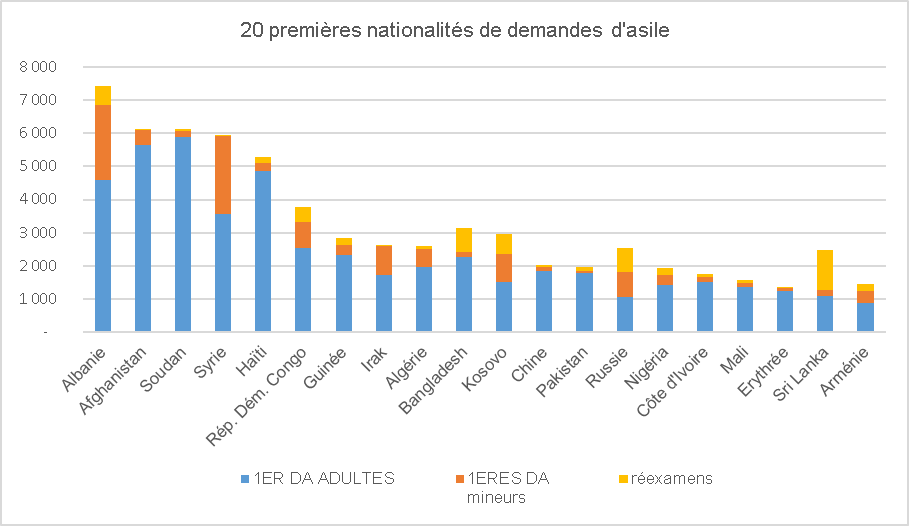 20 premières nationalités de demandes d'asile
8 000
7 000
6 000
5 000
4 000
3 000
2 000
1 000
-
Albanie
Afghanistan
Soudan
Syrie
Haïti
Rép. Dém. Congo
Guinée
Irak
Algérie
Bangladesh
Kosovo
Chine
Pakistan
Russie
Nigéria
Côte d'Ivoire
Mali
Erythrée
Sri Lanka
Arménie
1ER DA ADULTES
1ERES DA
mineurs
réexamens